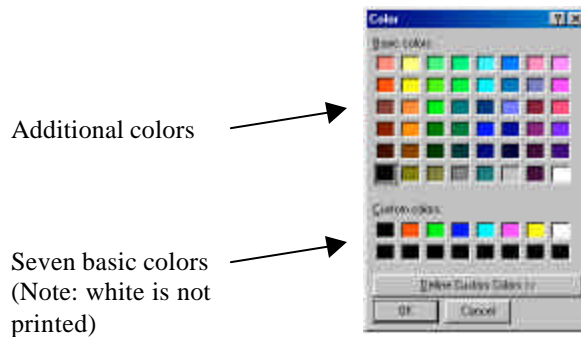 Color
Basic colors:
Additional colors
Custom colors:
Seven basic colors
(Note: white is not
printed)
Define Custom Colors >>
OK
Cancel